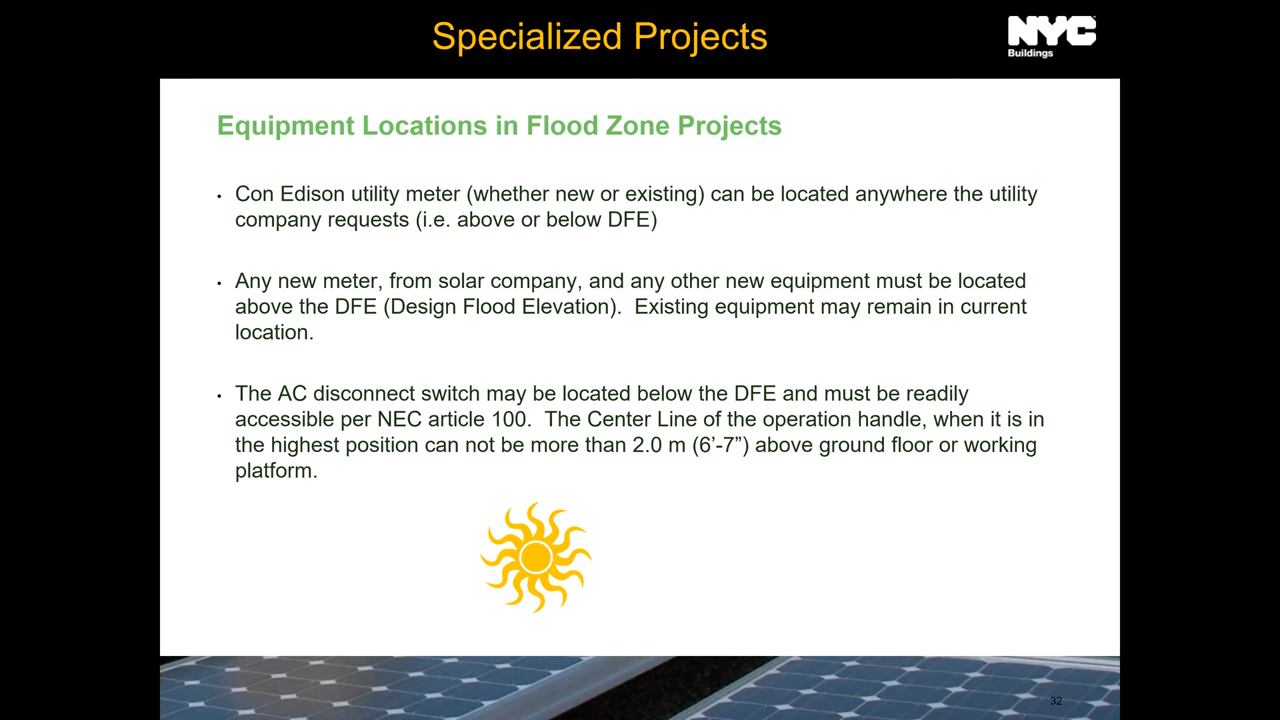 Specialized Projects
NYC
Buildings
Equipment Locations in Flood Zone Projects
• Con Edison utility meter (whether new or existing) can be located anywhere the utility
company requests (i.e. above or below DFE)
• Any new meter, from solar company, and any other new equipment must be located
above the DFE (Design Flood Elevation).  Existing equipment may remain in current
location.
• The AC disconnect switch may be located below the DFE and must be readily
accessible per NEC article 100.  The Center Line of the operation handle, when it is in
the highest position can not be more than 2.0 m (6’-7”) above ground floor or working
platform.
32